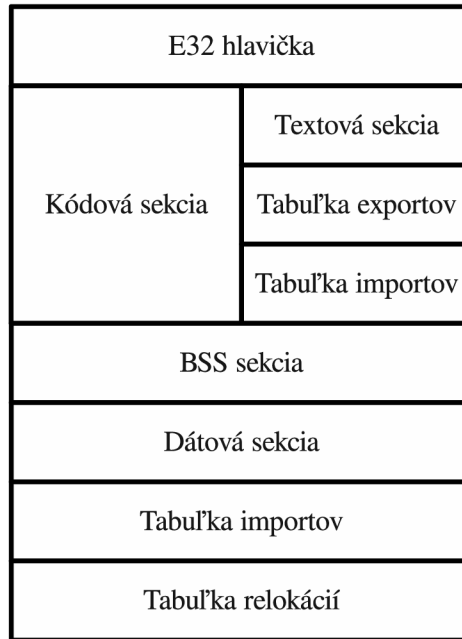 E32 hlavička
Kódová sekcia
Textová sekcia
Tabuľka exportov
Tabuľka importov
BSS sekcia
Dátová sekcia
Tabuľka importov
Tabuľka relokácií